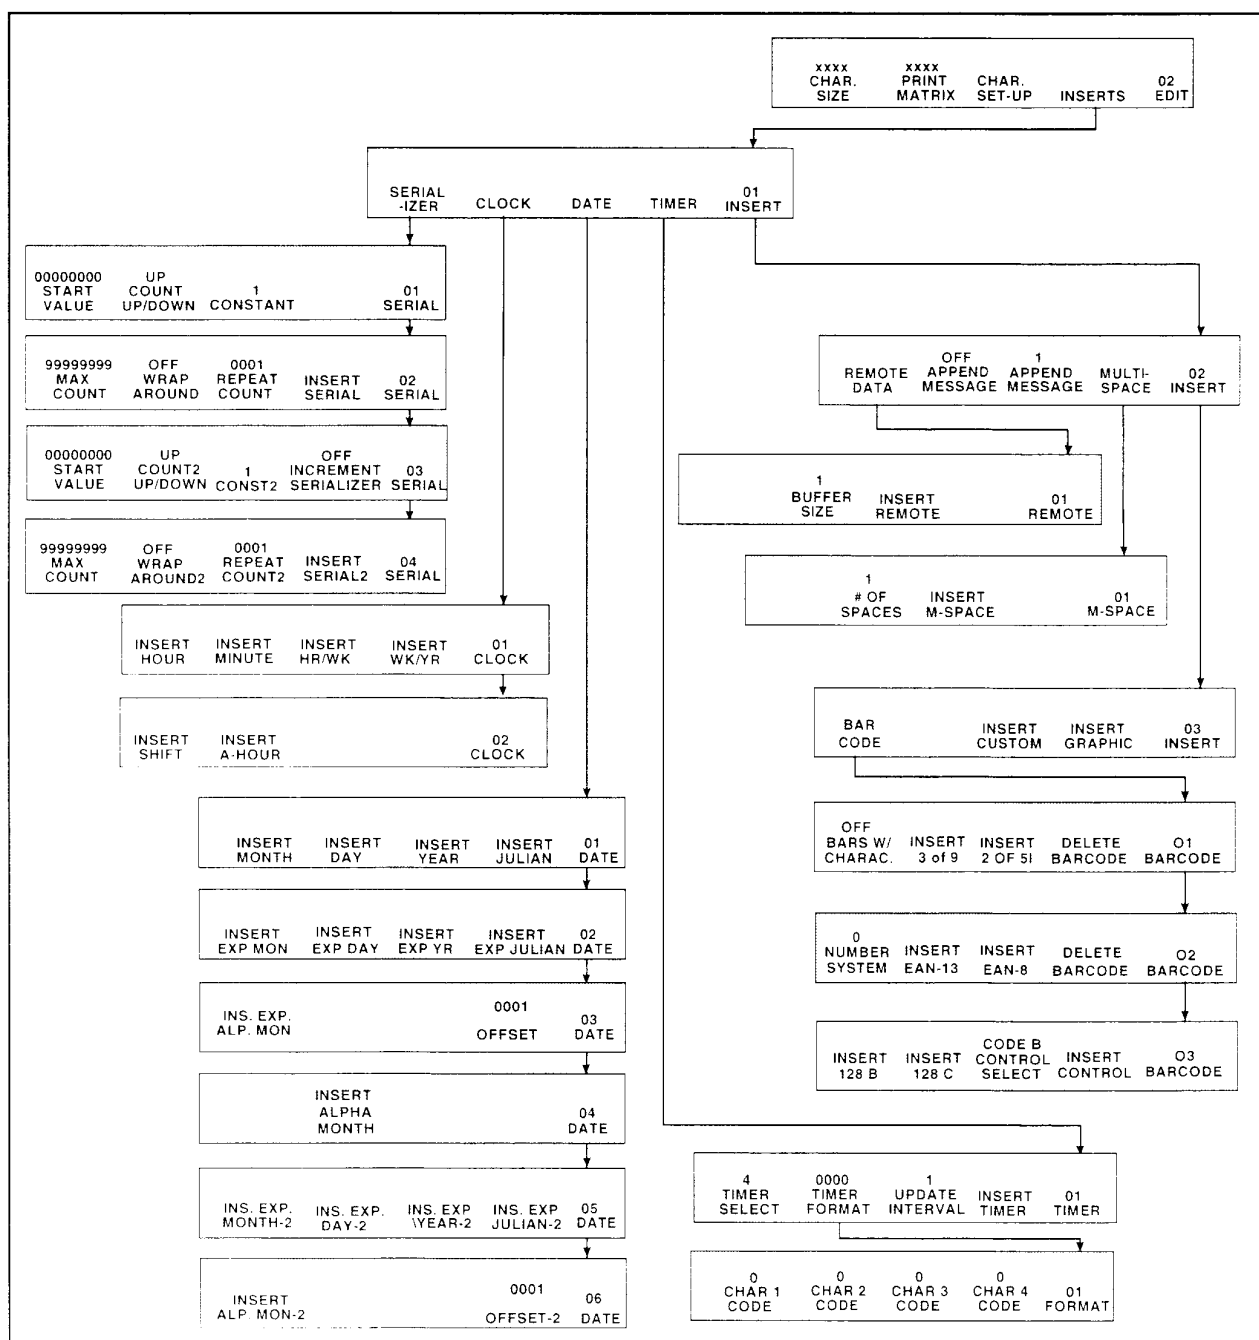 XXXX XXXX
CHAR. PRINT CHAR. 02
SIZE MATRIX SET-UP INSERTS EDIT
SERIAL 01
-IZER CLOCK DATE TIMER INSERT
00000000 UP
START COUNT 1 01
VALUE UP/DOWN CONSTANT SERIAL
99999999 OFF 0001
MAX WRAP REPEAT INSERT 02
COUNT AROUND COUNT SERIAL SERIAL
00000000 UP OFF
START COUNT2 1 INCREMENT 03
VALUE UP/DOWN CONST2 SERIALIZER SERIAL
99999999 OFF 0001
MAX WRAP REPEAT INSERT 04
COUNT AROUND2 COUNT2 SERIAL2 SERIAL
INSERT INSERT INSERT INSERT 01
HOUR MINUTE HR/WK WK/YR CLOCK
INSERT INSERT 02
SHIFT A-HOUR CLOCK
INSERT INSERT INSERT INSERT 01
MONTH DAY YEAR JULIAN DATE
INSERT INSERT INSERT INSERT 02
EXP MON EXP DAY EXP YR EXP JULIAN DATE
INS. EXP. 0001 03
ALP. MON OFFSET DATE
INSERT
ALPHA 04
MONTH DATE
INS. EXP. INS. EXP. INS. EXP INS. EXP 05
MONTH-2 DAY-2 \YEAR-2 JULIAN-2 DATE
INSERT 0001 06
ALP. MON-2 OFFSET-2 DATE
OFF 1
REMOTE APPEND APPEND MULTI- 02
DATA MESSAGE MESSAGE SPACE INSERT
1
BUFFER INSERT 01
SIZE REMOTE REMOTE
1
# OF INSERT 01
SPACES M-SPACE M-SPACE
BAR INSERT INSERT 03
CODE CUSTOM GRAPHIC INSERT
OFF
BARS W/ INSERT INSERT DELETE O1
CHARAC. 3 of 9 2 OF 5I BARCODE BARCODE
0
NUMBER INSERT INSERT DELETE O2
SYSTEM EAN-13 EAN-8 BARCODE BARCODE
CODE B
INSERT INSERT CONTROL INSERT O3
128 B 128 C SELECT CONTROL BARCODE
4 0000 1
TIMER TIMER UPDATE INSERT 01
SELECT FORMAT INTERVAL TIMER TIMER
0 0 0 0
CHAR 1 CHAR 2 CHAR 3 CHAR 4 01
CODE CODE CODE CODE FORMAT